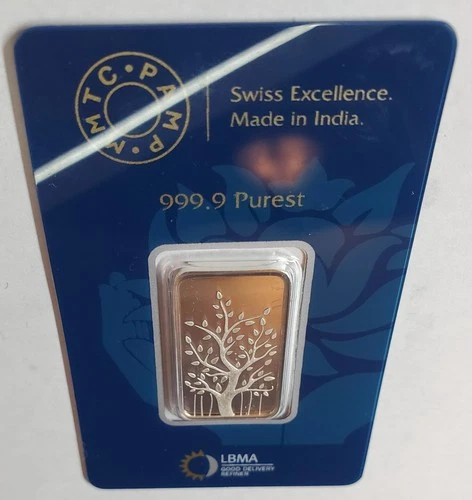 MMTC • PAMP •
Swiss Excellence.
Made in India.
999.9 Purest
LBMA
GOOD DELIVERY
REFINER